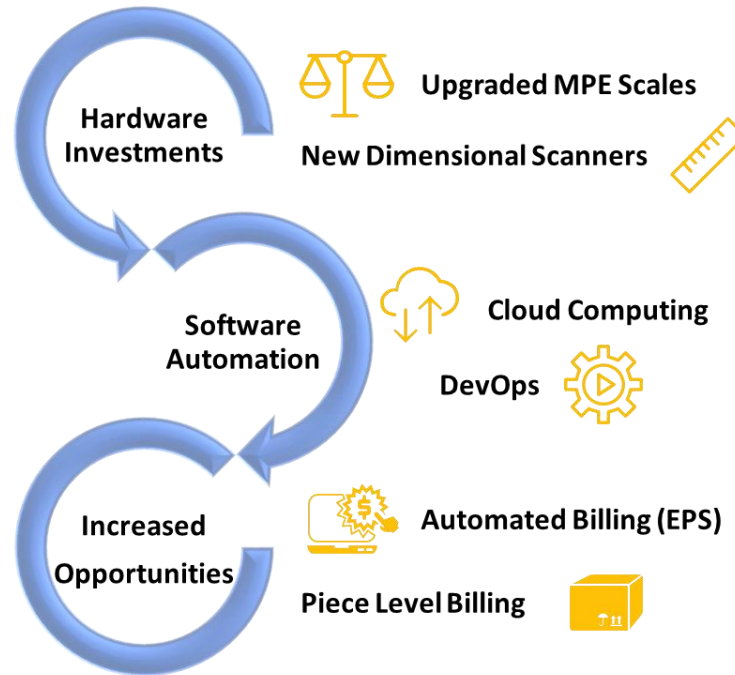 Hardware
Investments
Upgraded MPE Scales
New Dimensional Scanners
Software
Automation
Cloud Computing
DevOps
Increased
Opportunities
$
Automated Billing (EPS)
Piece Level Billing